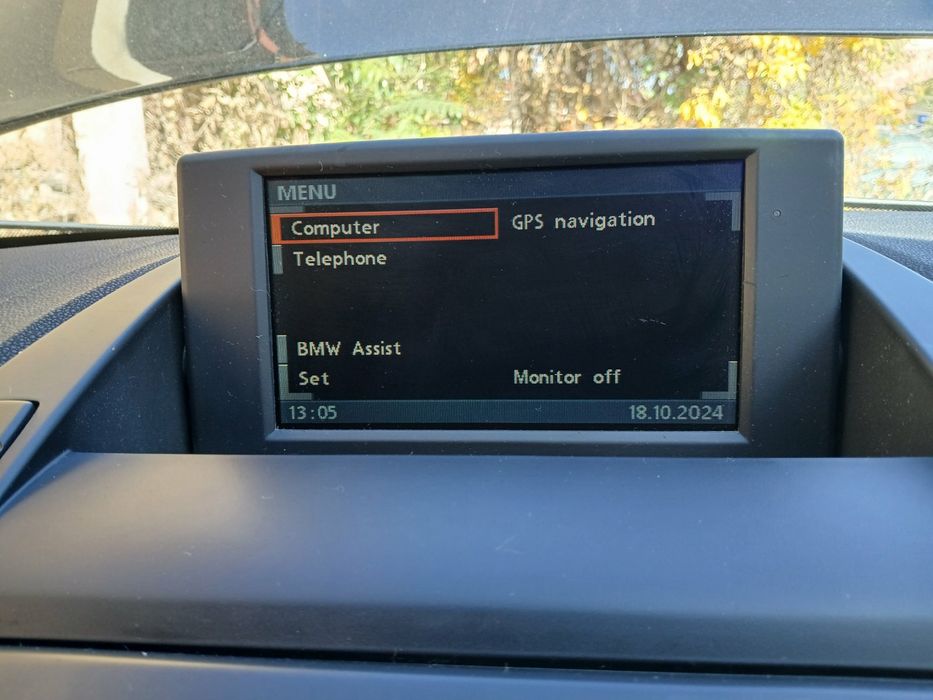 MENU
Computer GPS navigation
Telephone
BMW Assist
Set Monitor off
13:05 18.10.2024